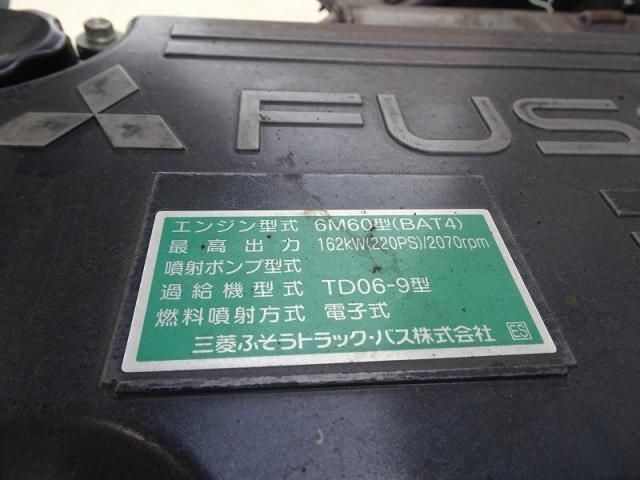 FUS
エンジン型式 6M60型(BAT4)
最高出力 162kW(220PS)/2070rpm
噴射ポンプ型式
過給機型式 TD06-9型
燃料噴射方式 電子式
三菱ふそうトラック・バス株式会社 ES